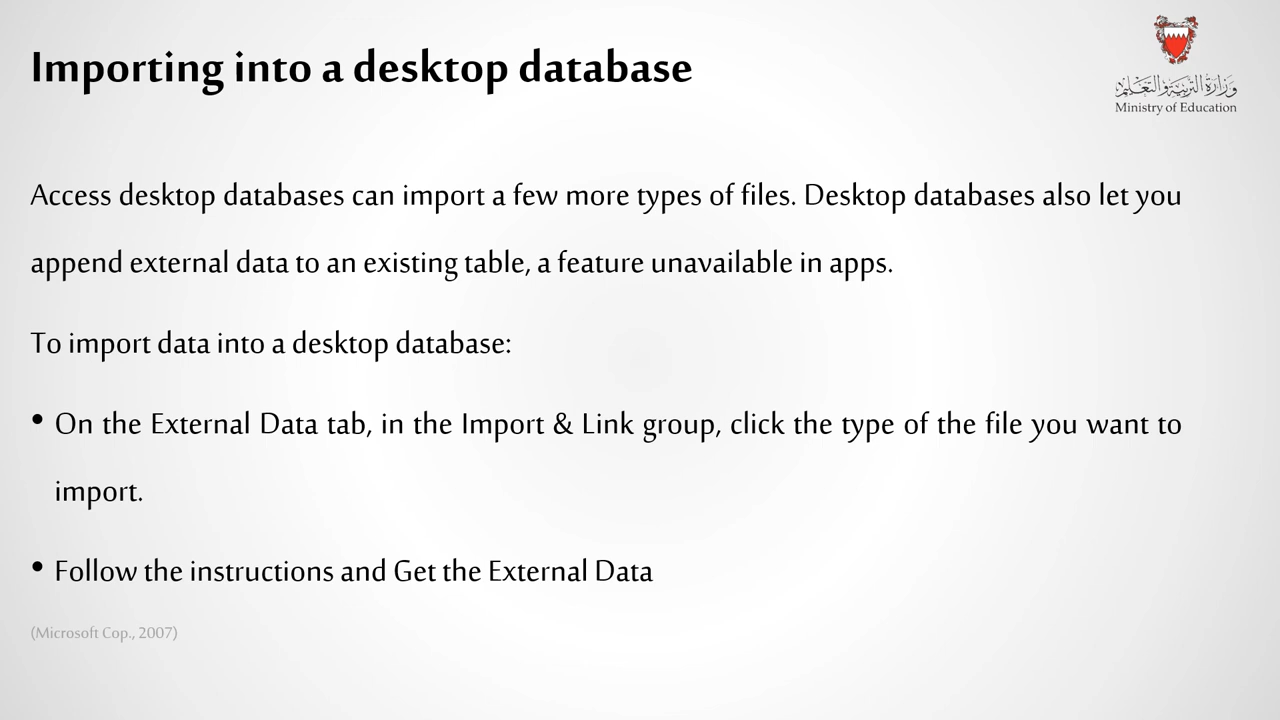 Importing into a desktop database
وزارة التربية والتعليم
Ministry of Education
Access desktop databases can import a few more types of files. Desktop databases also let you
append external data to an existing table, a feature unavailable in apps.
To import data into a desktop database:
• On the External Data tab, in the Import & Link group, click the type of the file you want to
import.
• Follow the instructions and Get the External Data
(Microsoft Cop., 2007)